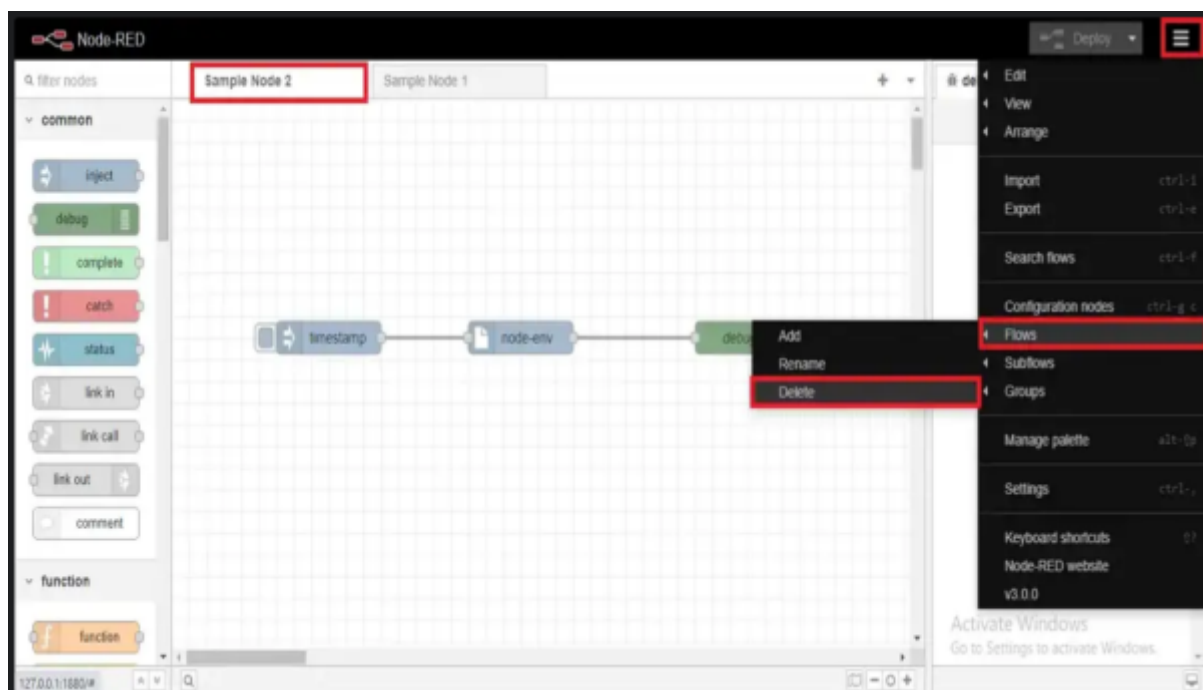 Node-RED
Deploy
filter nodes
Sample Node 2
Sample Node 1
de
common
inject
debug
complete
catch
status
link in
link call
link out
comment
function
function
timestamp
node-env
debu
Edit
View
Arrange
Import ctrl-i
Export ctrl-e
Search flows ctrl-f
Configuration nodes ctrl-g c
Flows
Subflows
Groups
Manage palette
Settings ctrl-,
Keyboard shortcuts
Node-RED website
v3.0.0
Add
Rename
Delete
Activate Windows
Go to Settings to activate Windows.
127.0.0.1:1880/#